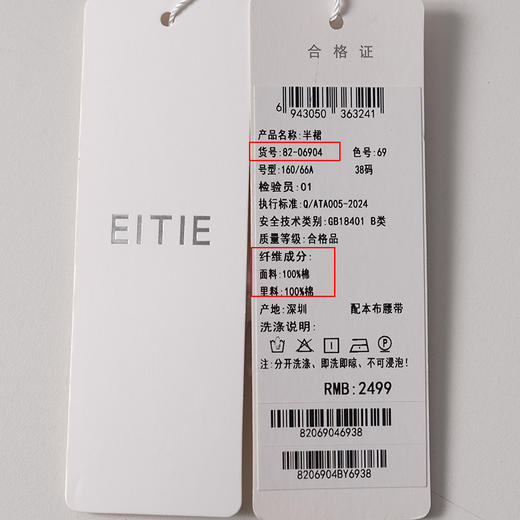 EITIE
合格证
6 943050 363241
产品名称:半裙
货号:82-06904 色号:69
号型:160/66A 38码
检验员:01
执行标准:Q/ATA005-2024
安全技术类别:GB18401 B类
质量等级:合格品
纤维成分:
面料:100%棉
里料:100%棉
产地:深圳 配本布腰带
洗涤说明:
注:分开洗涤、即洗即晾、不可浸泡!
RMB:2499
82069046938
8206904BY6938